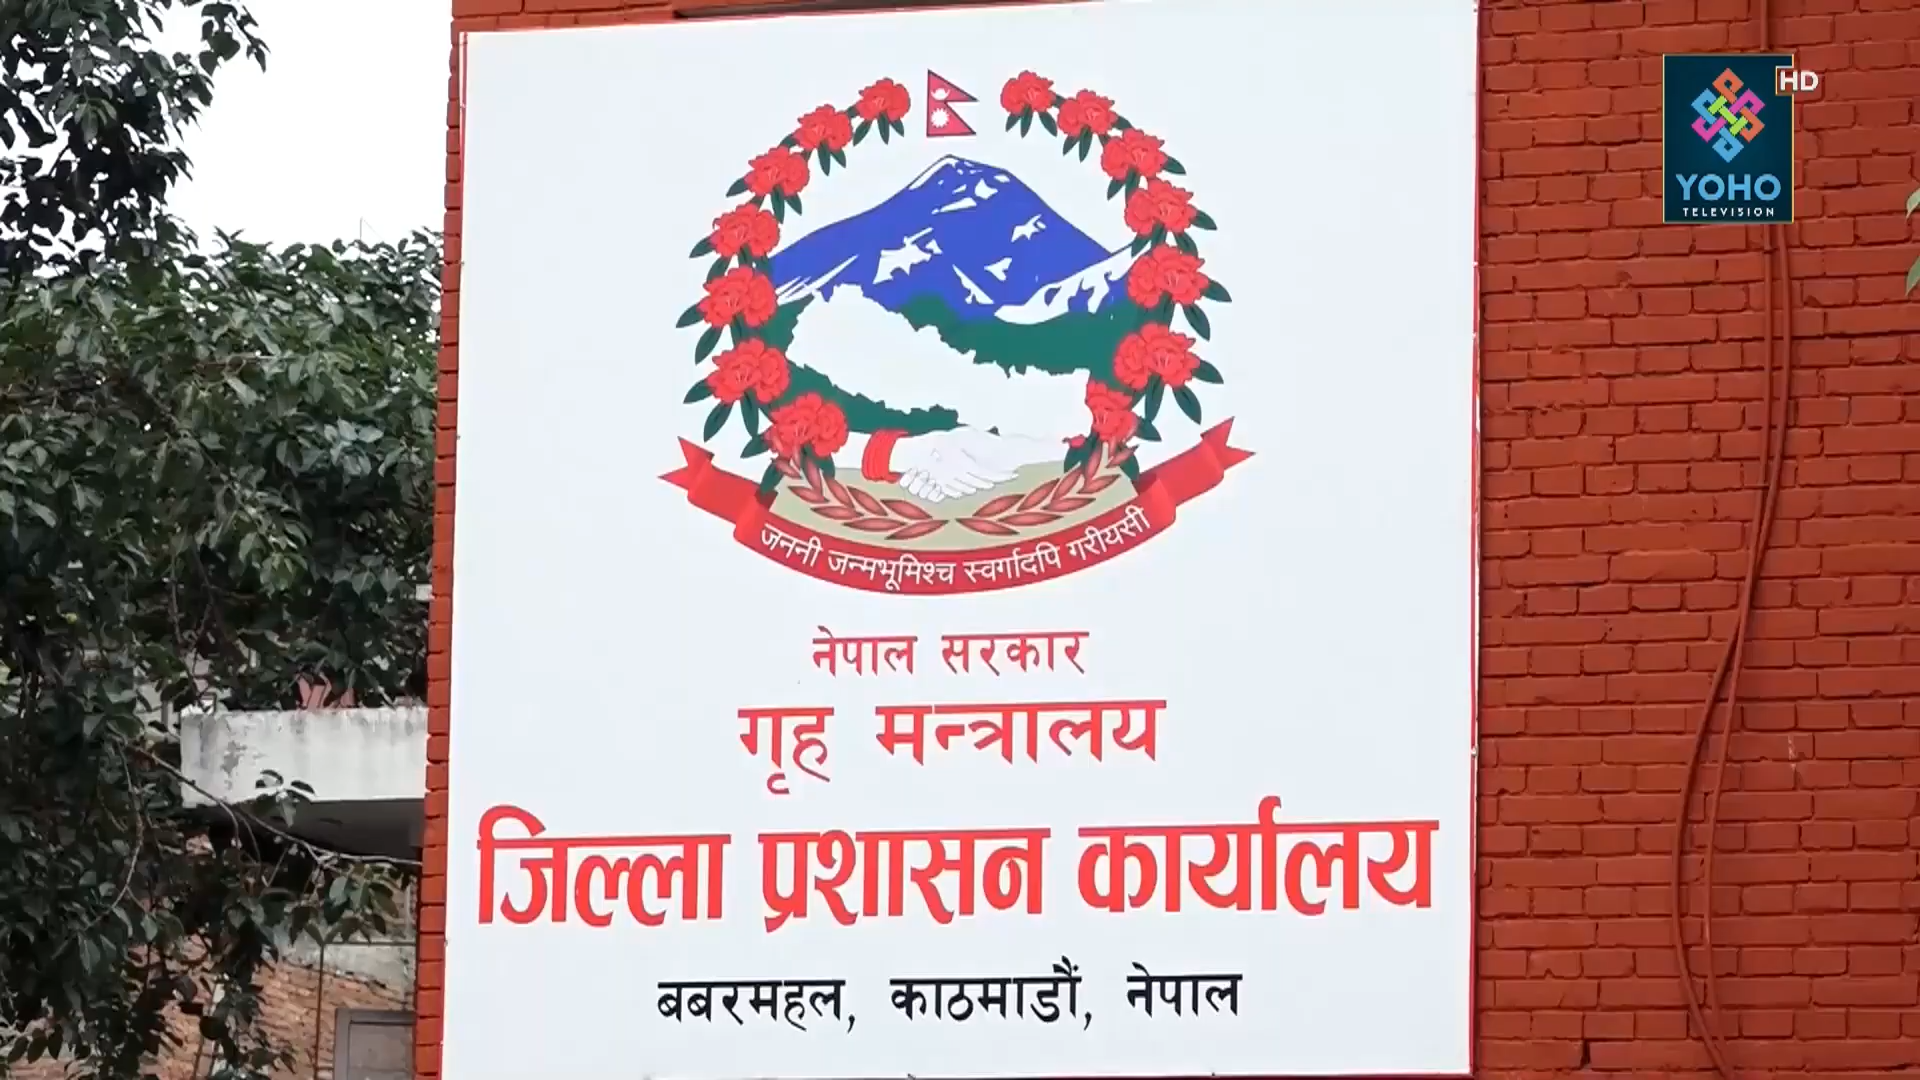 HD
YOHO
TELEVISION
जननी जन्मभूमिश्च स्वर्गादपि गरीयसी
नेपाल सरकार
गृह मन्त्रालय
जिल्ला प्रशासन कार्यालय
बबरमहल, काठमाडौं, नेपाल